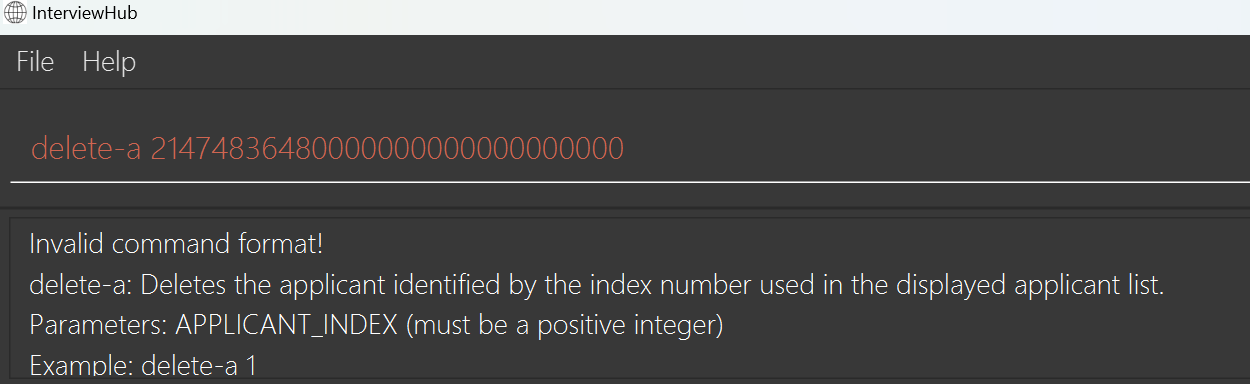 InterviewHub
File Help
delete-a 21474836480000000000000000000
Invalid command format!
delete-a: Deletes the applicant identified by the index number used in the displayed applicant list.
Parameters: APPLICANT_INDEX (must be a positive integer)
Example: delete-a 1